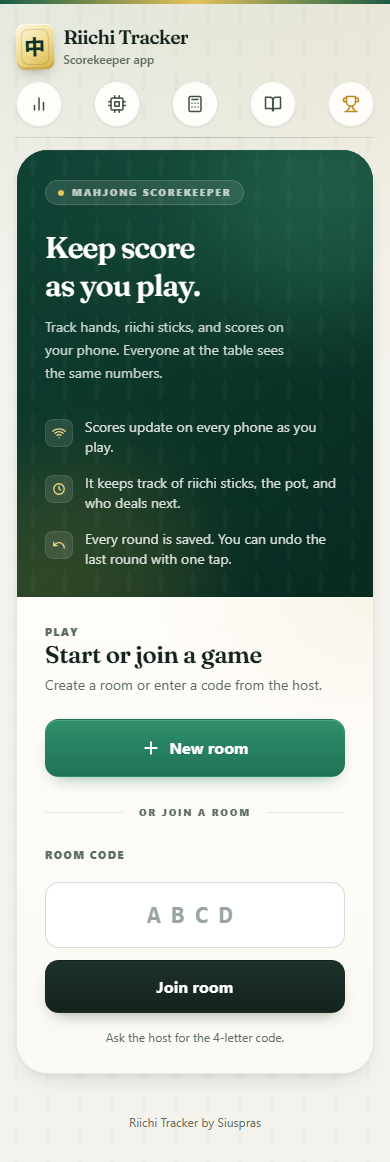 中
Riichi Tracker
Scorekeeper app
MAHJONG SCOREKEEPER
Keep score
as you play.
Track hands, riichi sticks, and scores on
your phone. Everyone at the table sees
the same numbers.
Scores update on every phone as you
play.
It keeps track of riichi sticks, the pot, and
who deals next.
Every round is saved. You can undo the
last round with one tap.
PLAY
Start or join a game
Create a room or enter a code from the host.
+ New room
OR JOIN A ROOM
ROOM CODE
ABCD
Join room
Ask the host for the 4-letter code.
Riichi Tracker by Siuspras